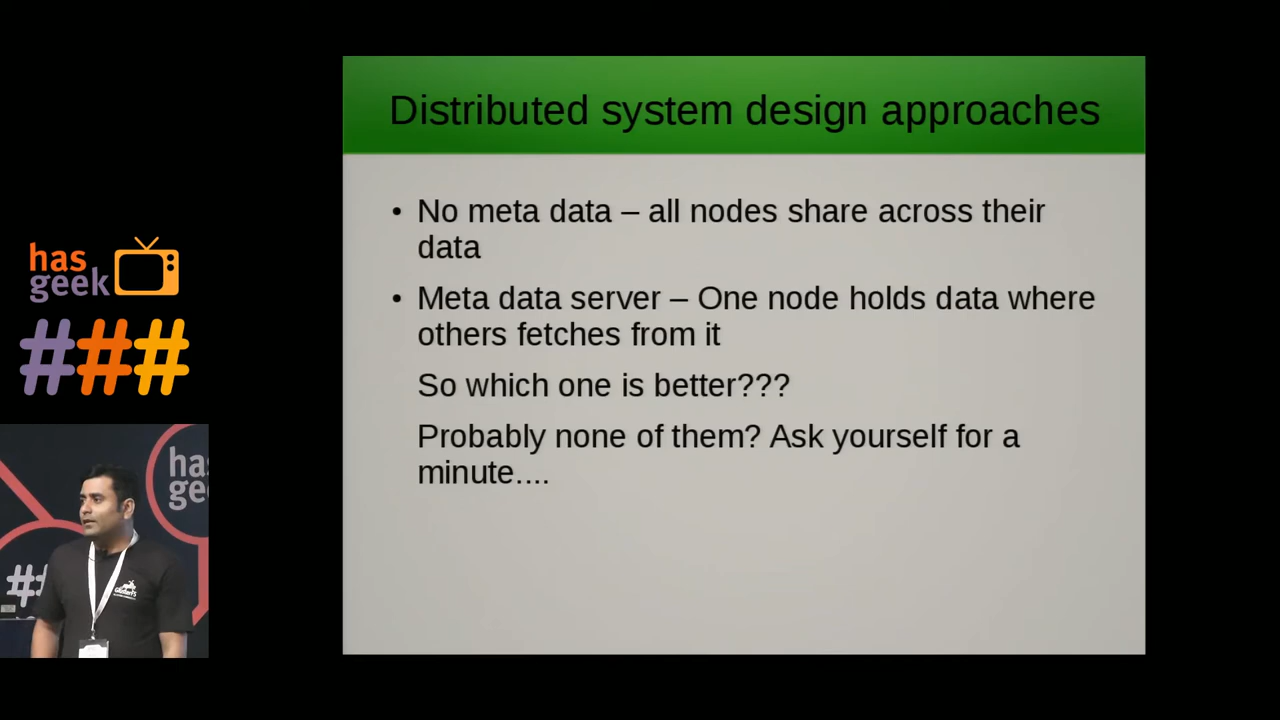 Distributed system design approaches
• No meta data – all nodes share across their
data
• Meta data server – One node holds data where
others fetches from it
So which one is better???
Probably none of them? Ask yourself for a
minute....
has
geek
###
has
gee
##